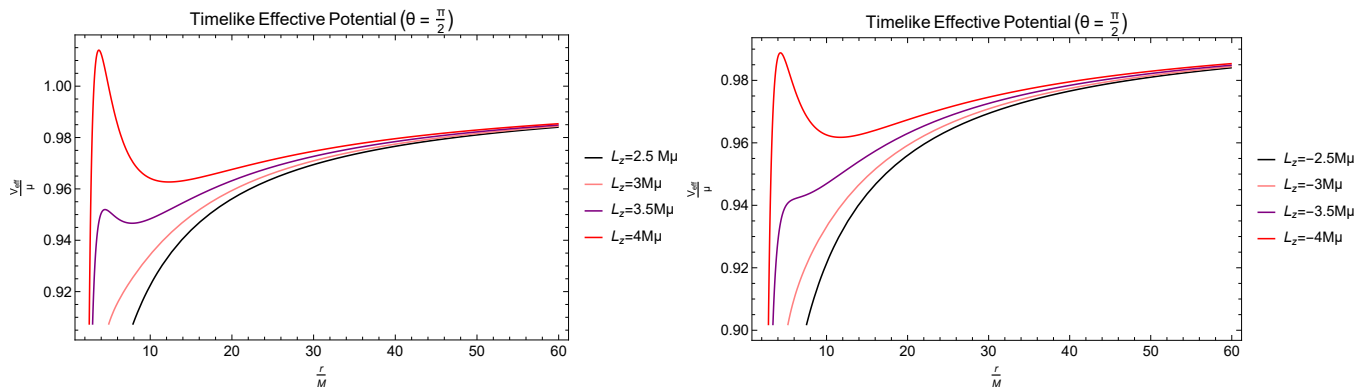 Timelike Effective Potential (θ = π/2)
1.00
0.98
0.96
0.94
0.92
V_eff/μ
10 20 30 40 50 60
r/M
L_z=2.5 Mμ
L_z=3Mμ
L_z=3.5Mμ
L_z=4Mμ
Timelike Effective Potential (θ = π/2)
0.98
0.96
0.94
0.92
0.90
V_eff/μ
10 20 30 40 50 60
r/M
L_z=-2.5Mμ
L_z=-3Mμ
L_z=-3.5Mμ
L_z=-4Mμ